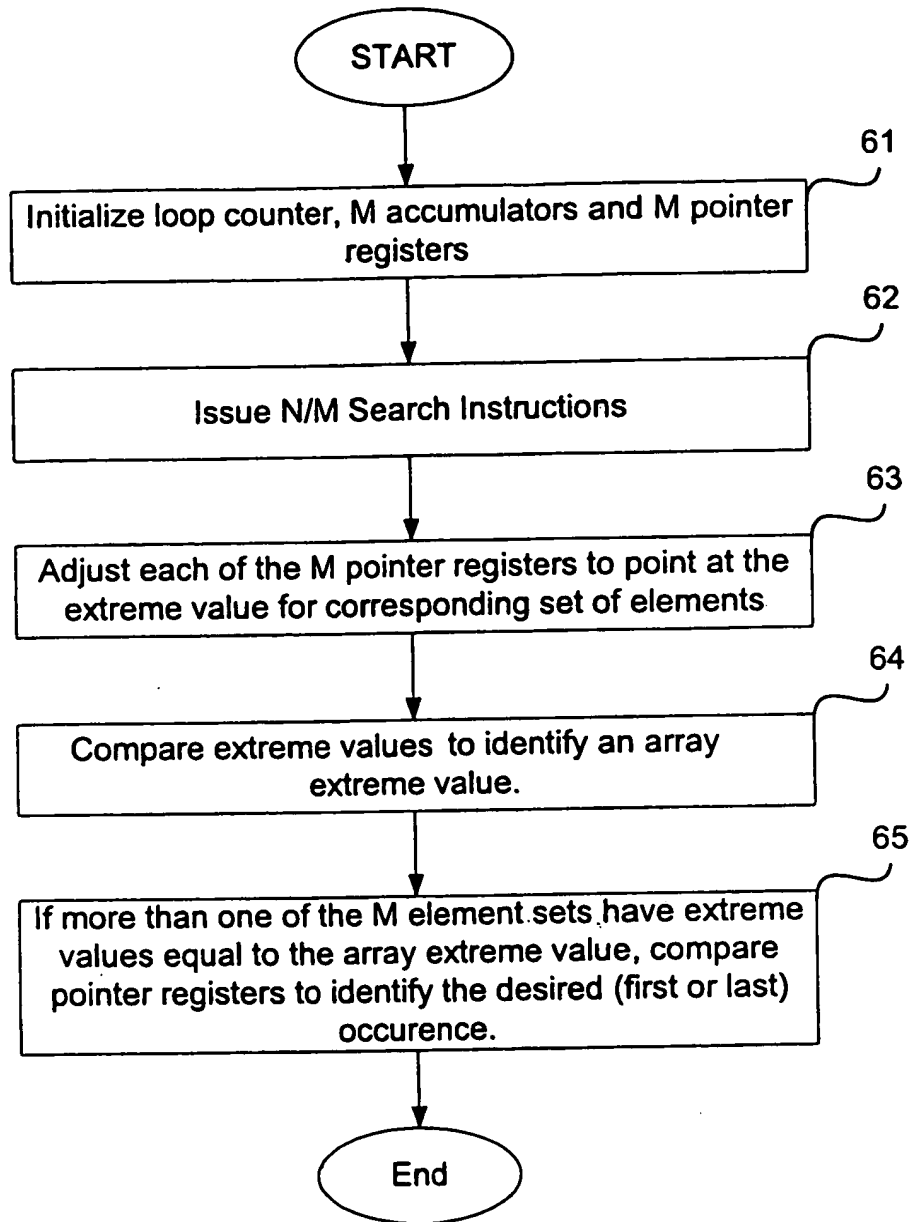 START
61
Initialize loop counter, M accumulators and M pointer
registers
62
Issue N/M Search Instructions
63
Adjust each of the M pointer registers to point at the
extreme value for corresponding set of elements
64
Compare extreme values to identify an array
extreme value.
65
If more than one of the M element sets have extreme
values equal to the array extreme value, compare
pointer registers to identify the desired (first or last)
occurence.
End